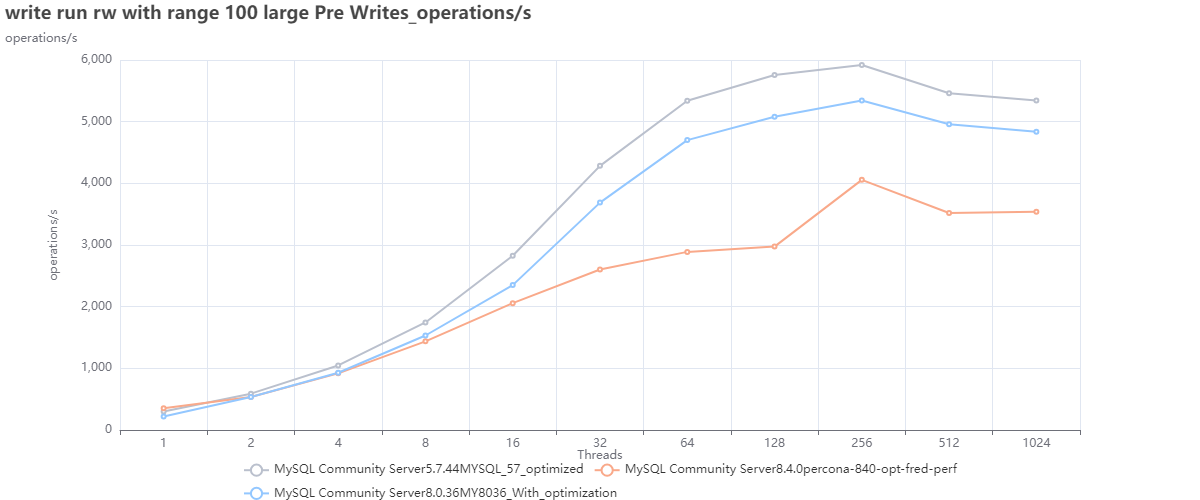 write run rw with range 100 large Pre Writes_operations/s
operations/s
6,000
5,000
4,000
3,000
2,000
1,000
0
operations/s
1 2 4 8 16 32 64 128 256 512 1024
Threads
MySQL Community Server5.7.44MYSQL_57_optimized MySQL Community Server8.4.0percona-840-opt-fred-perf
MySQL Community Server8.0.36MY8036_With_optimization